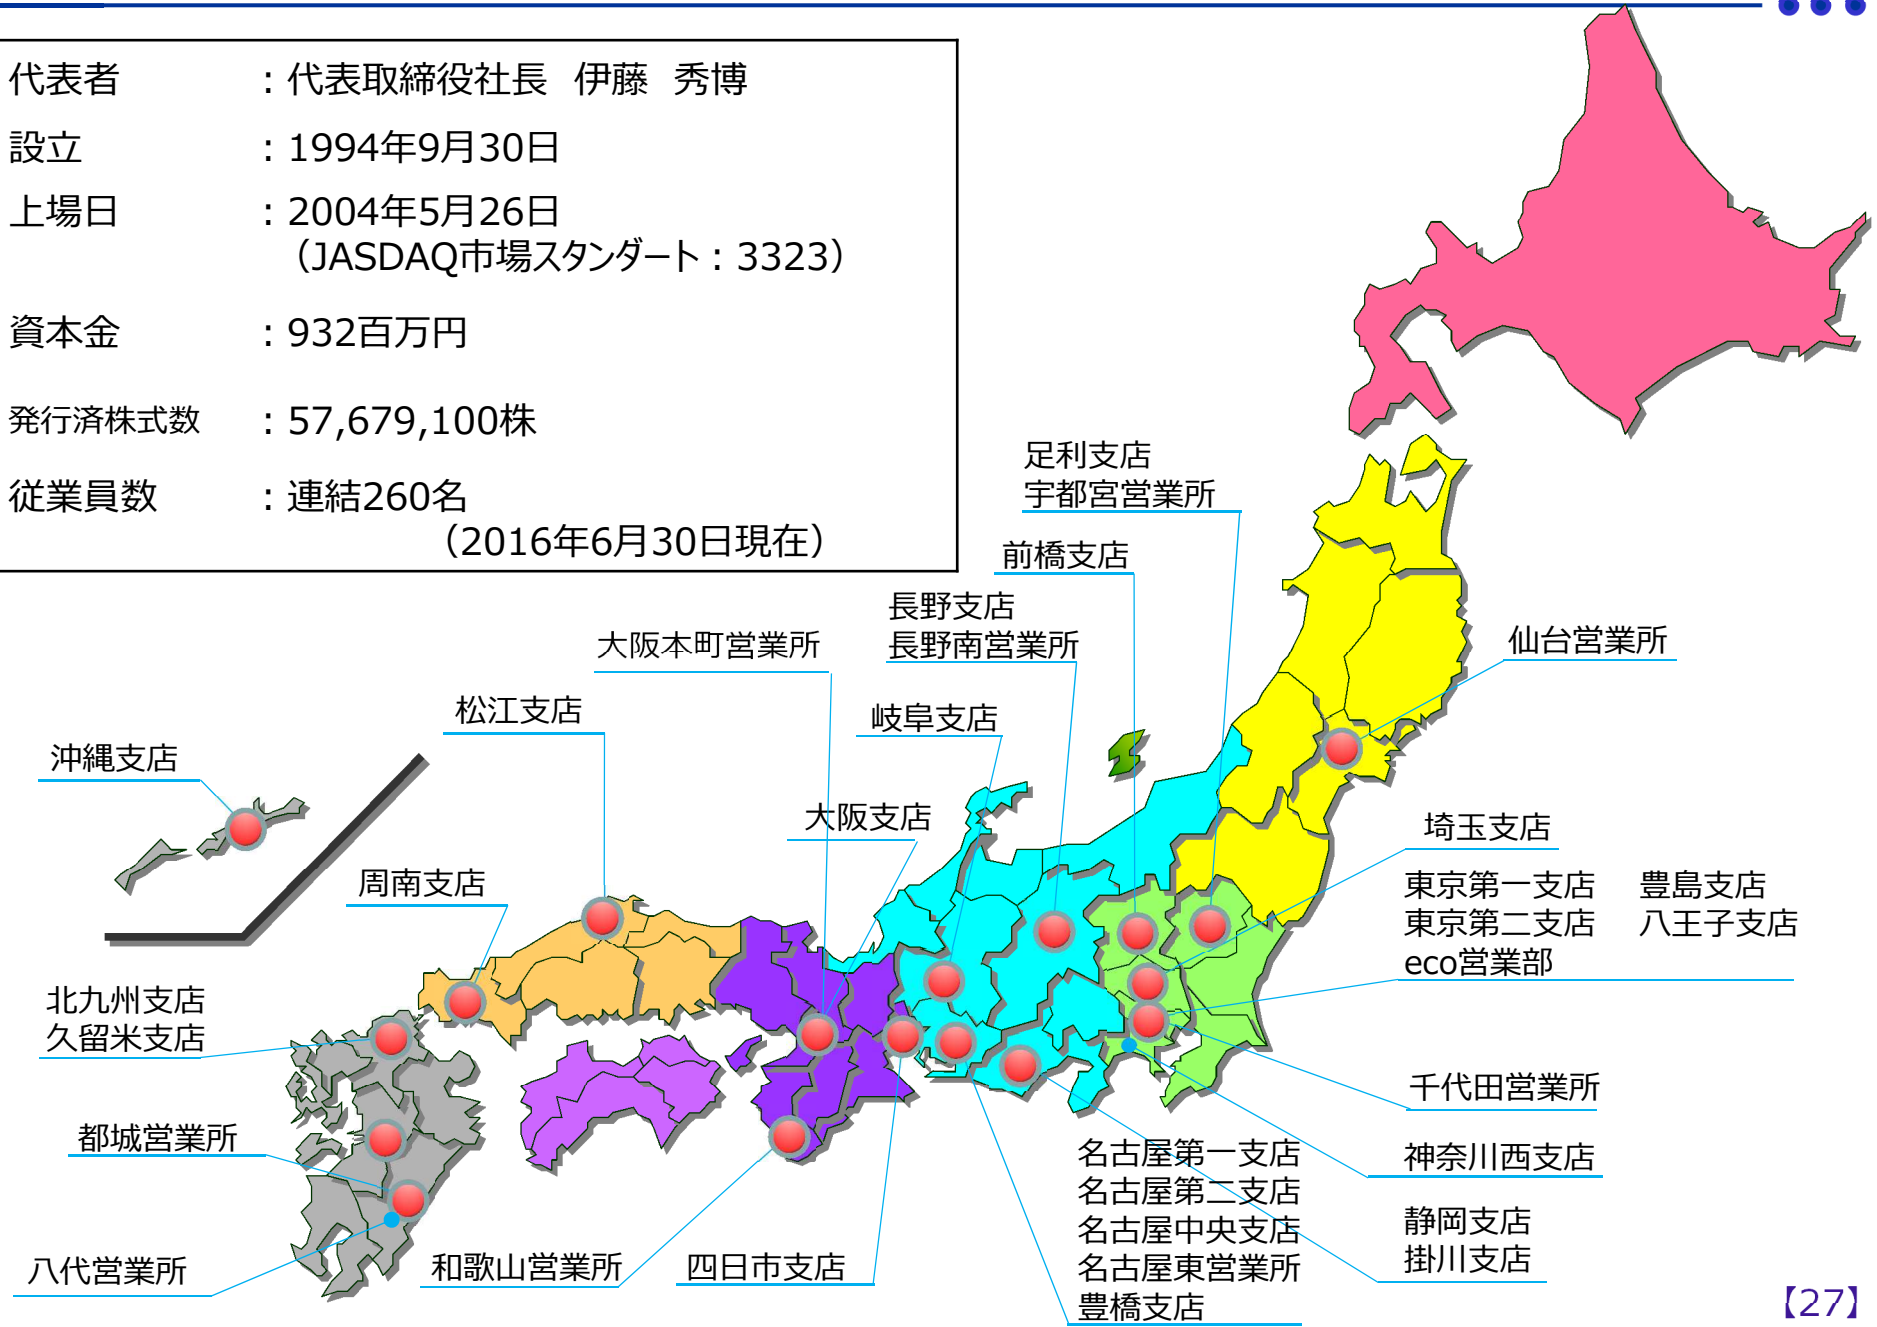 代表者 ：代表取締役社長 伊藤 秀博
設立 ：1994年9月30日
上場日 ：2004年5月26日
（JASDAQ市場スタンダート：3323）
資本金 ：932百万円
発行済株式数 ：57,679,100株
従業員数 ：連結260名
（2016年6月30日現在）
足利支店
宇都宮営業所
前橋支店
長野支店
長野南営業所
大阪本町営業所
仙台営業所
松江支店
岐阜支店
沖縄支店
大阪支店
埼玉支店
周南支店
東京第一支店 豊島支店
東京第二支店 八王子支店
eco営業部
北九州支店
久留米支店
千代田営業所
都城営業所
神奈川西支店
名古屋第一支店
名古屋第二支店
名古屋中央支店
名古屋東営業所
豊橋支店
静岡支店
掛川支店
八代営業所
和歌山営業所
四日市支店
【27】